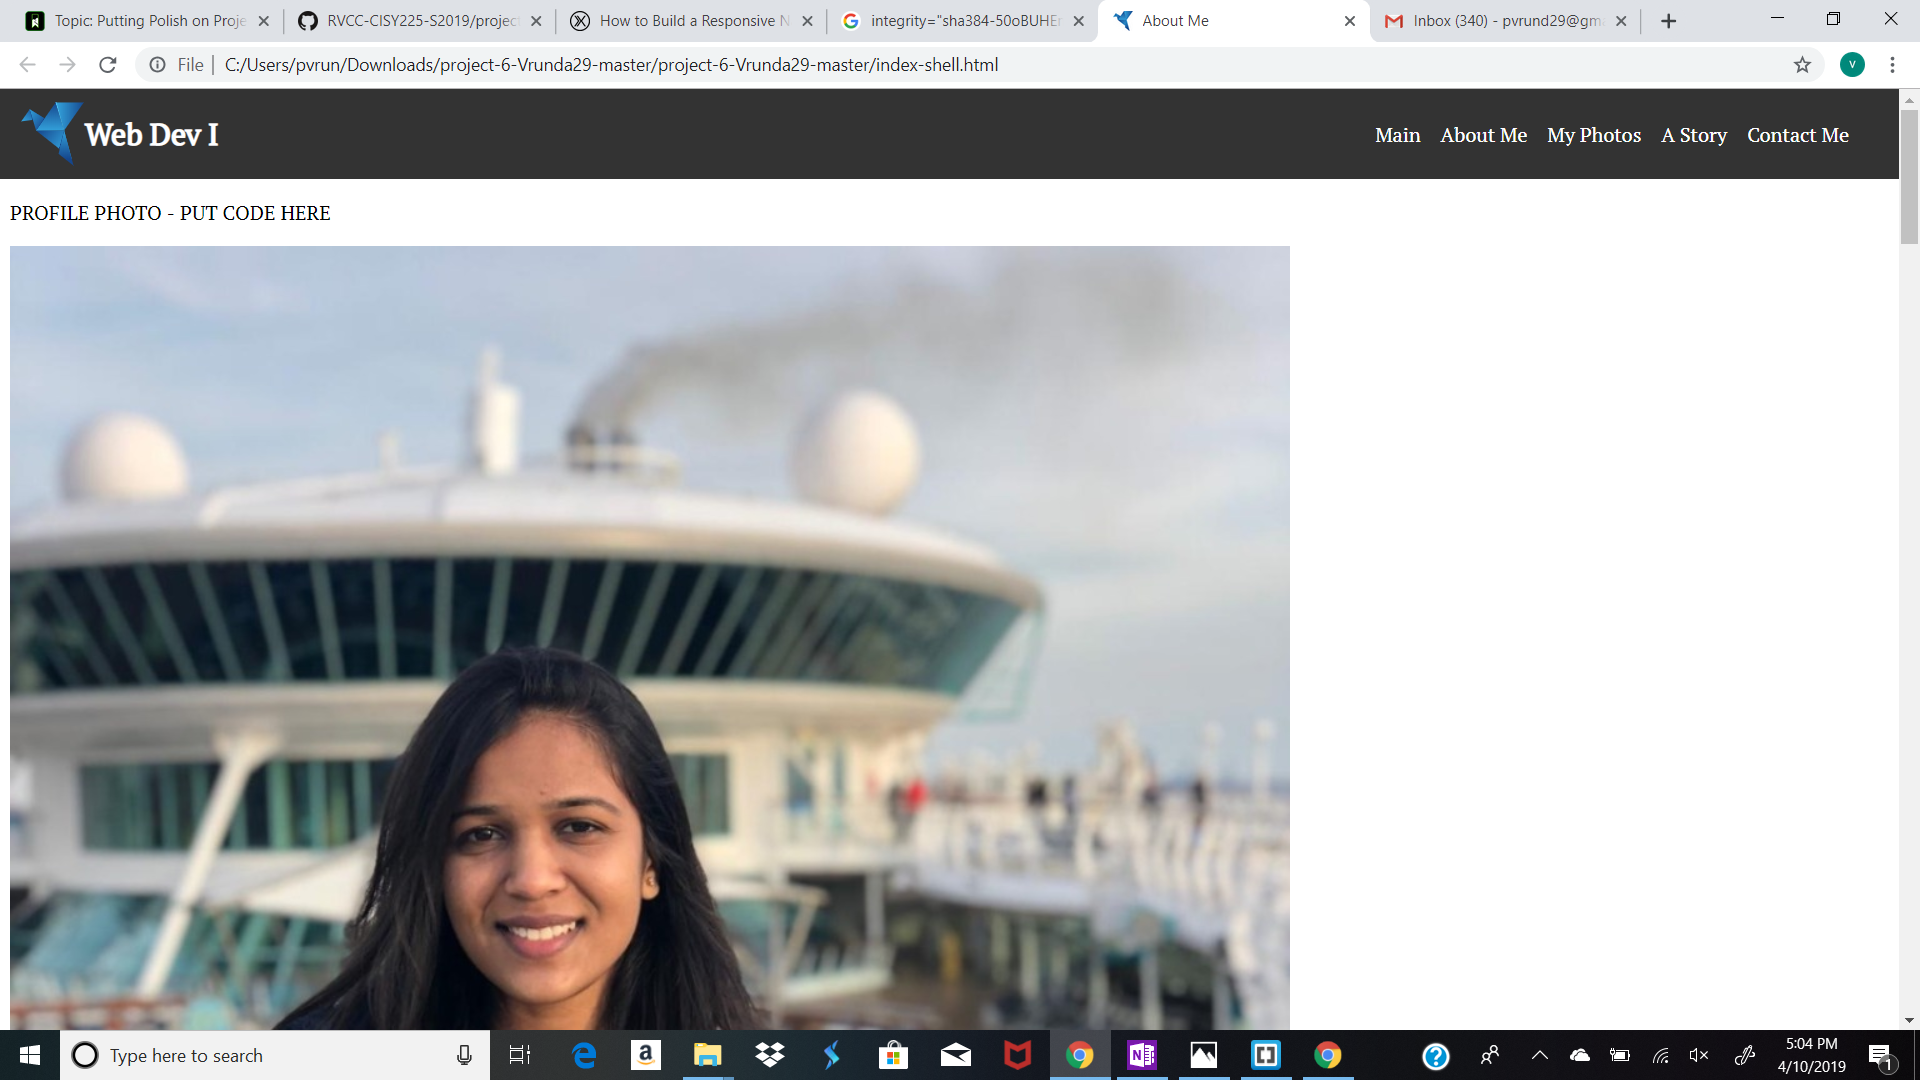 Topic: Putting Polish on Proje
RVCC-CISY225-S2019/project
How to Build a Responsive N
integrity="sha384-50oBUHE
About Me
Inbox (340) - pvrund29@gm
File
C:/Users/pvrun/Downloads/project-6-Vrunda29-master/project-6-Vrunda29-master/index-shell.html
V
Web Dev I
Main
About Me
My Photos
A Story
Contact Me
PROFILE PHOTO - PUT CODE HERE
Type here to search
5:04 PM
4/10/2019
1